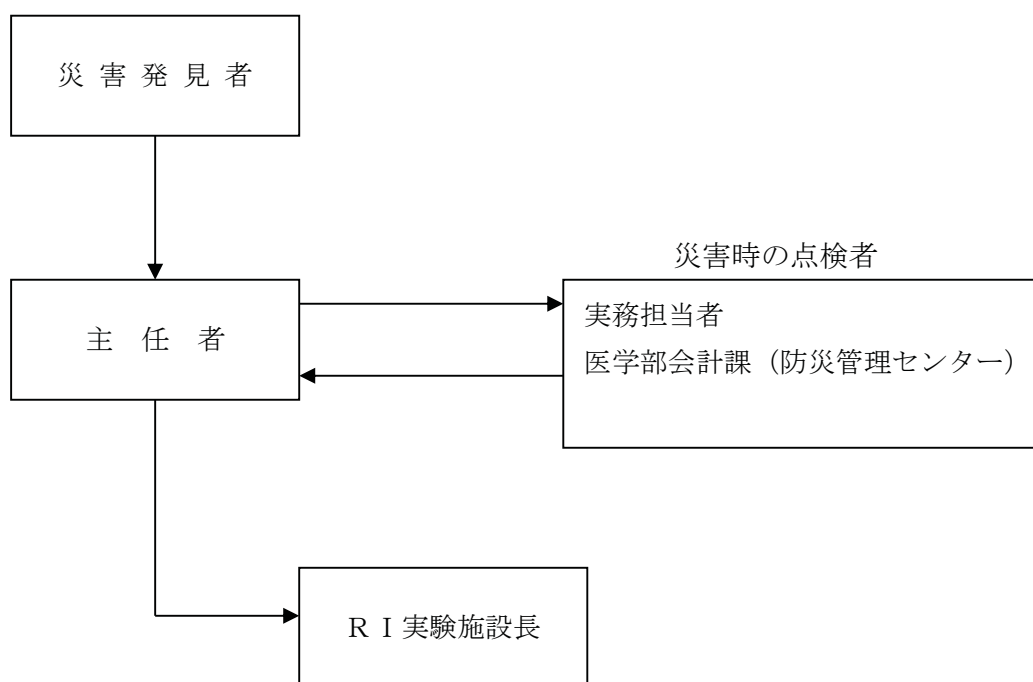 災 害 発 見 者
災害時の点検者
主 任 者
実務担当者
医学部会計課（防災管理センター）
ＲＩ実験施設長